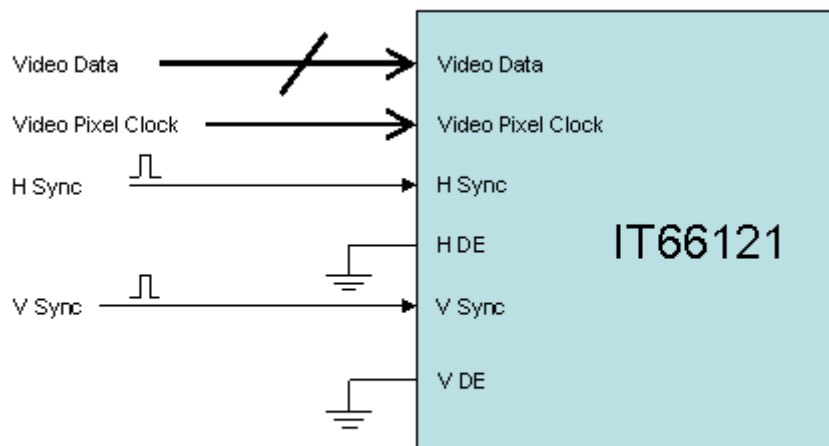 Video Data
Video Data
Video Pixel Clock
Video Pixel Clock
H Sync
H Sync
H DE
IT66121
V Sync
V Sync
V DE